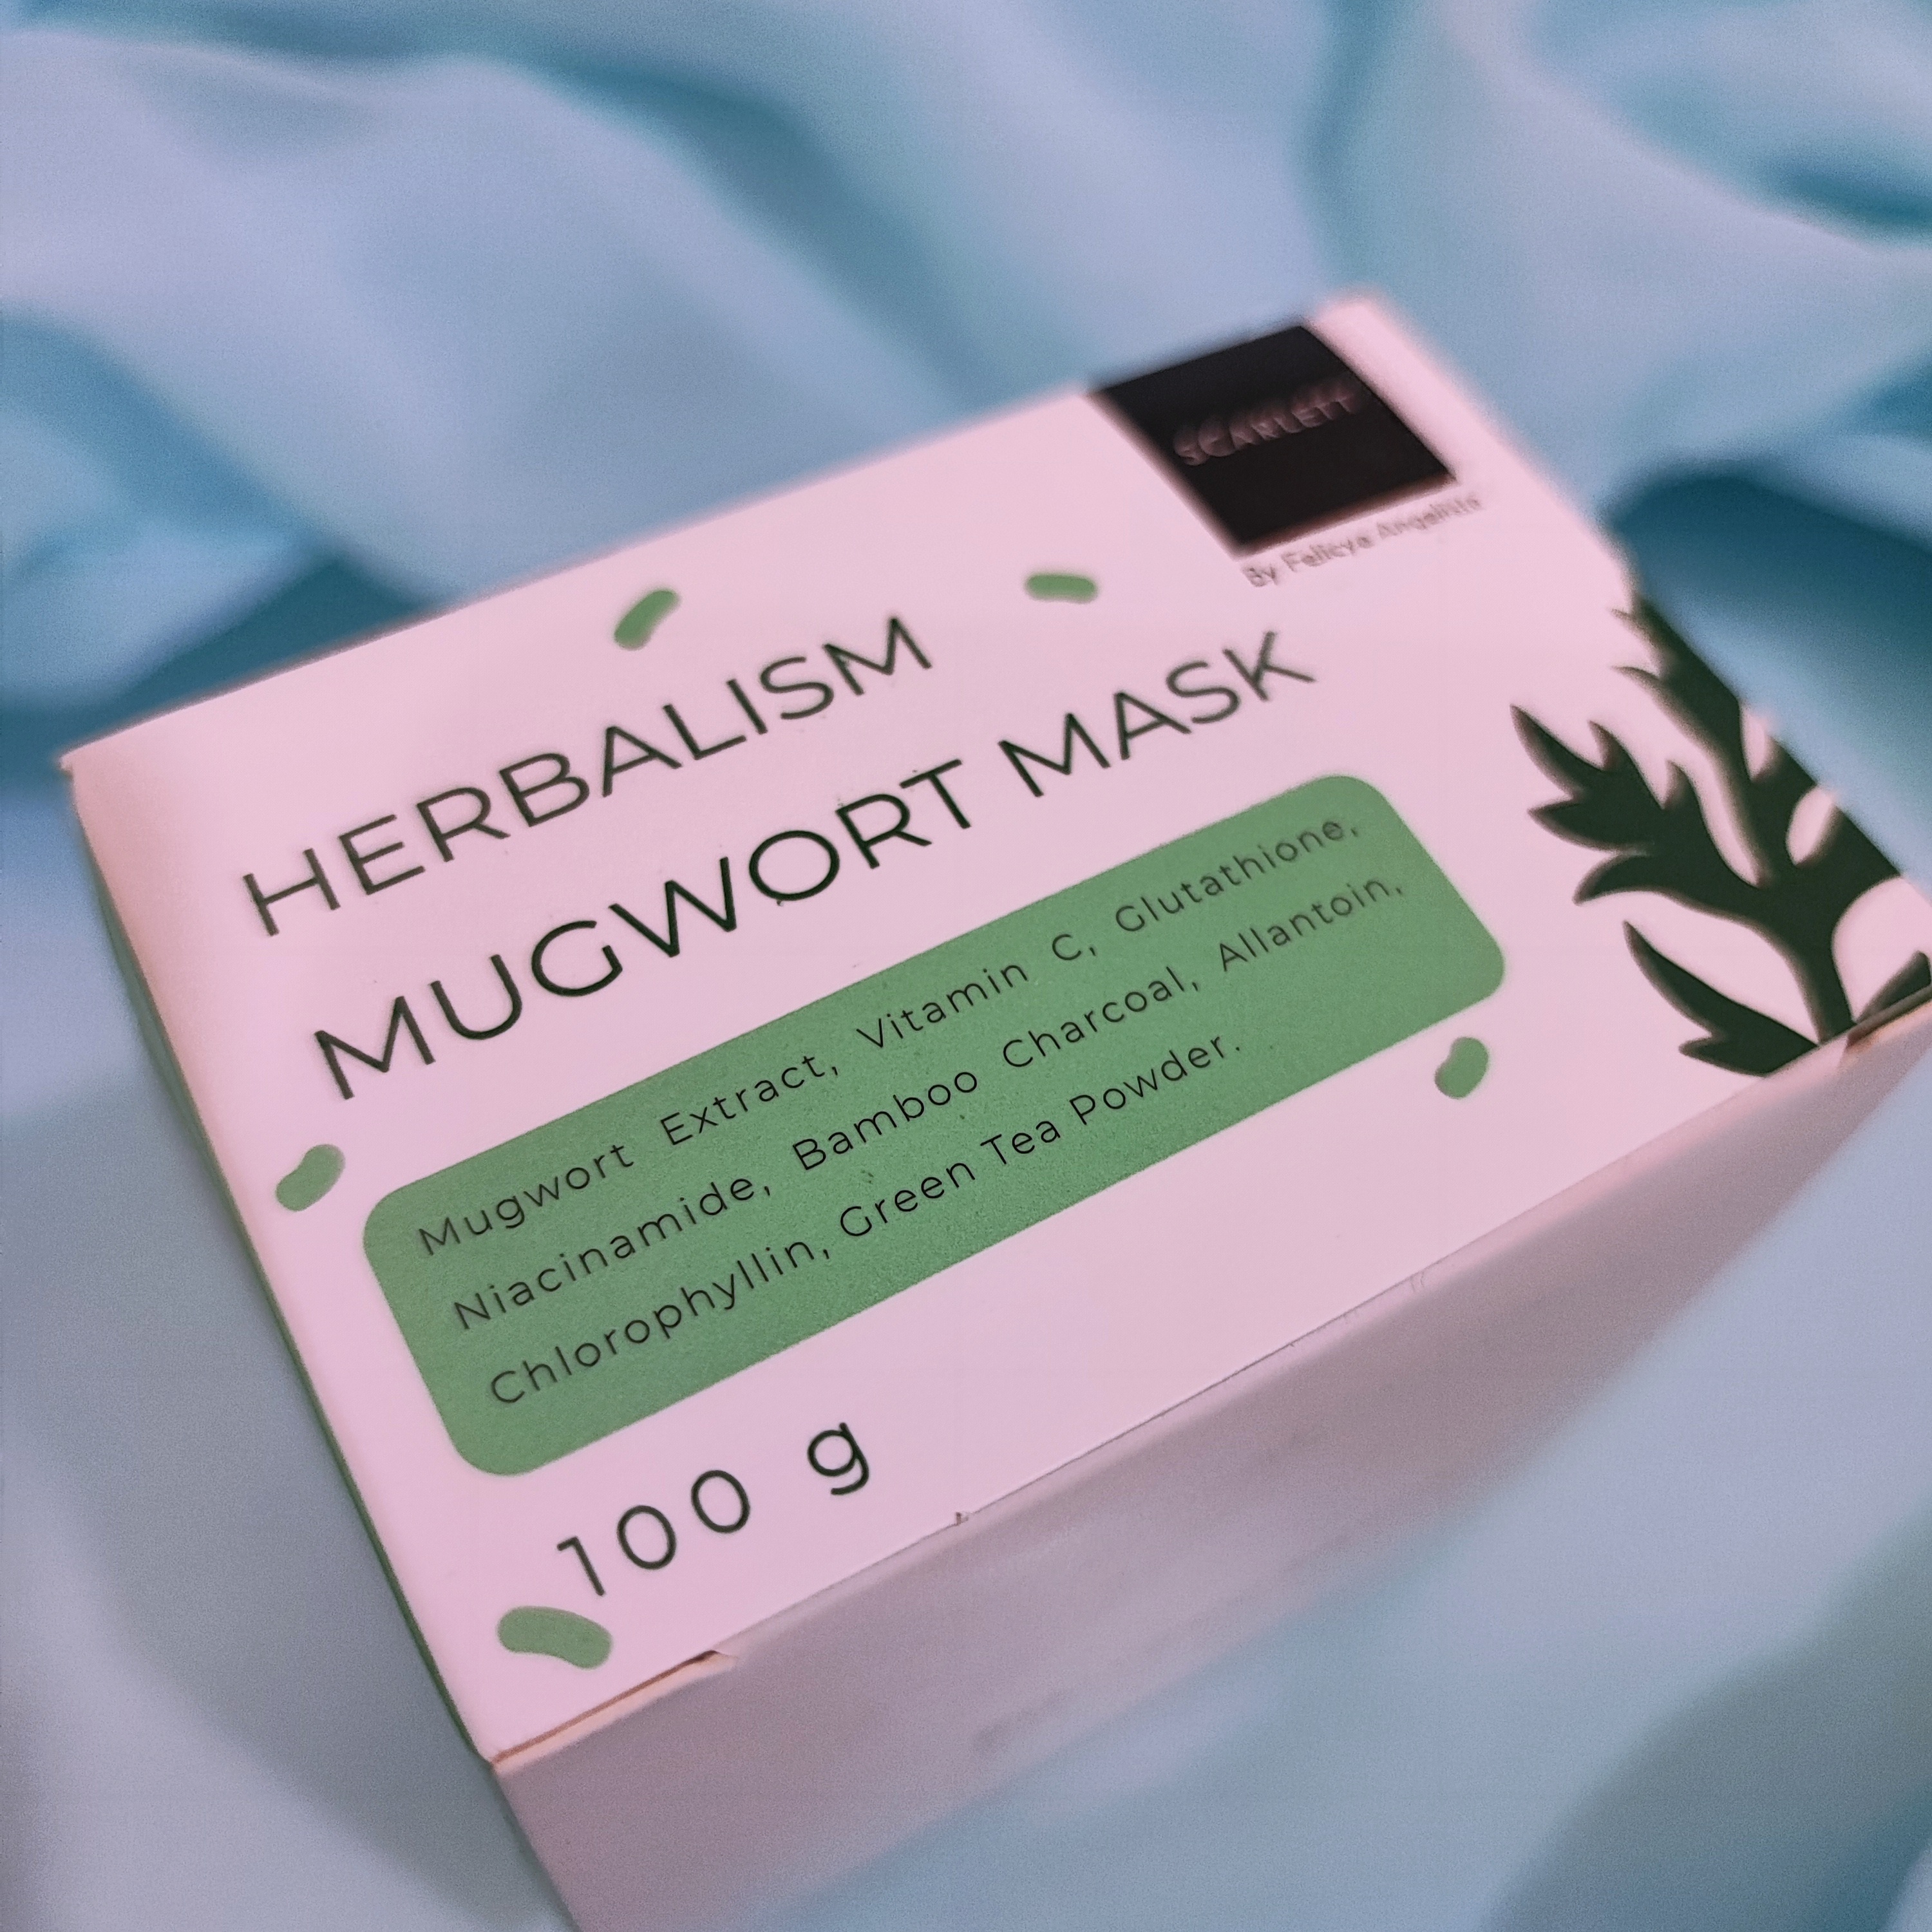 SCARLETT
By Felicya Angelista
HERBALISM
MUGWORT MASK
Mugwort Extract, Vitamin C, Glutathione,
Niacinamide, Bamboo Charcoal, Allantoin,
Chlorophyllin, Green Tea Powder.
100 g